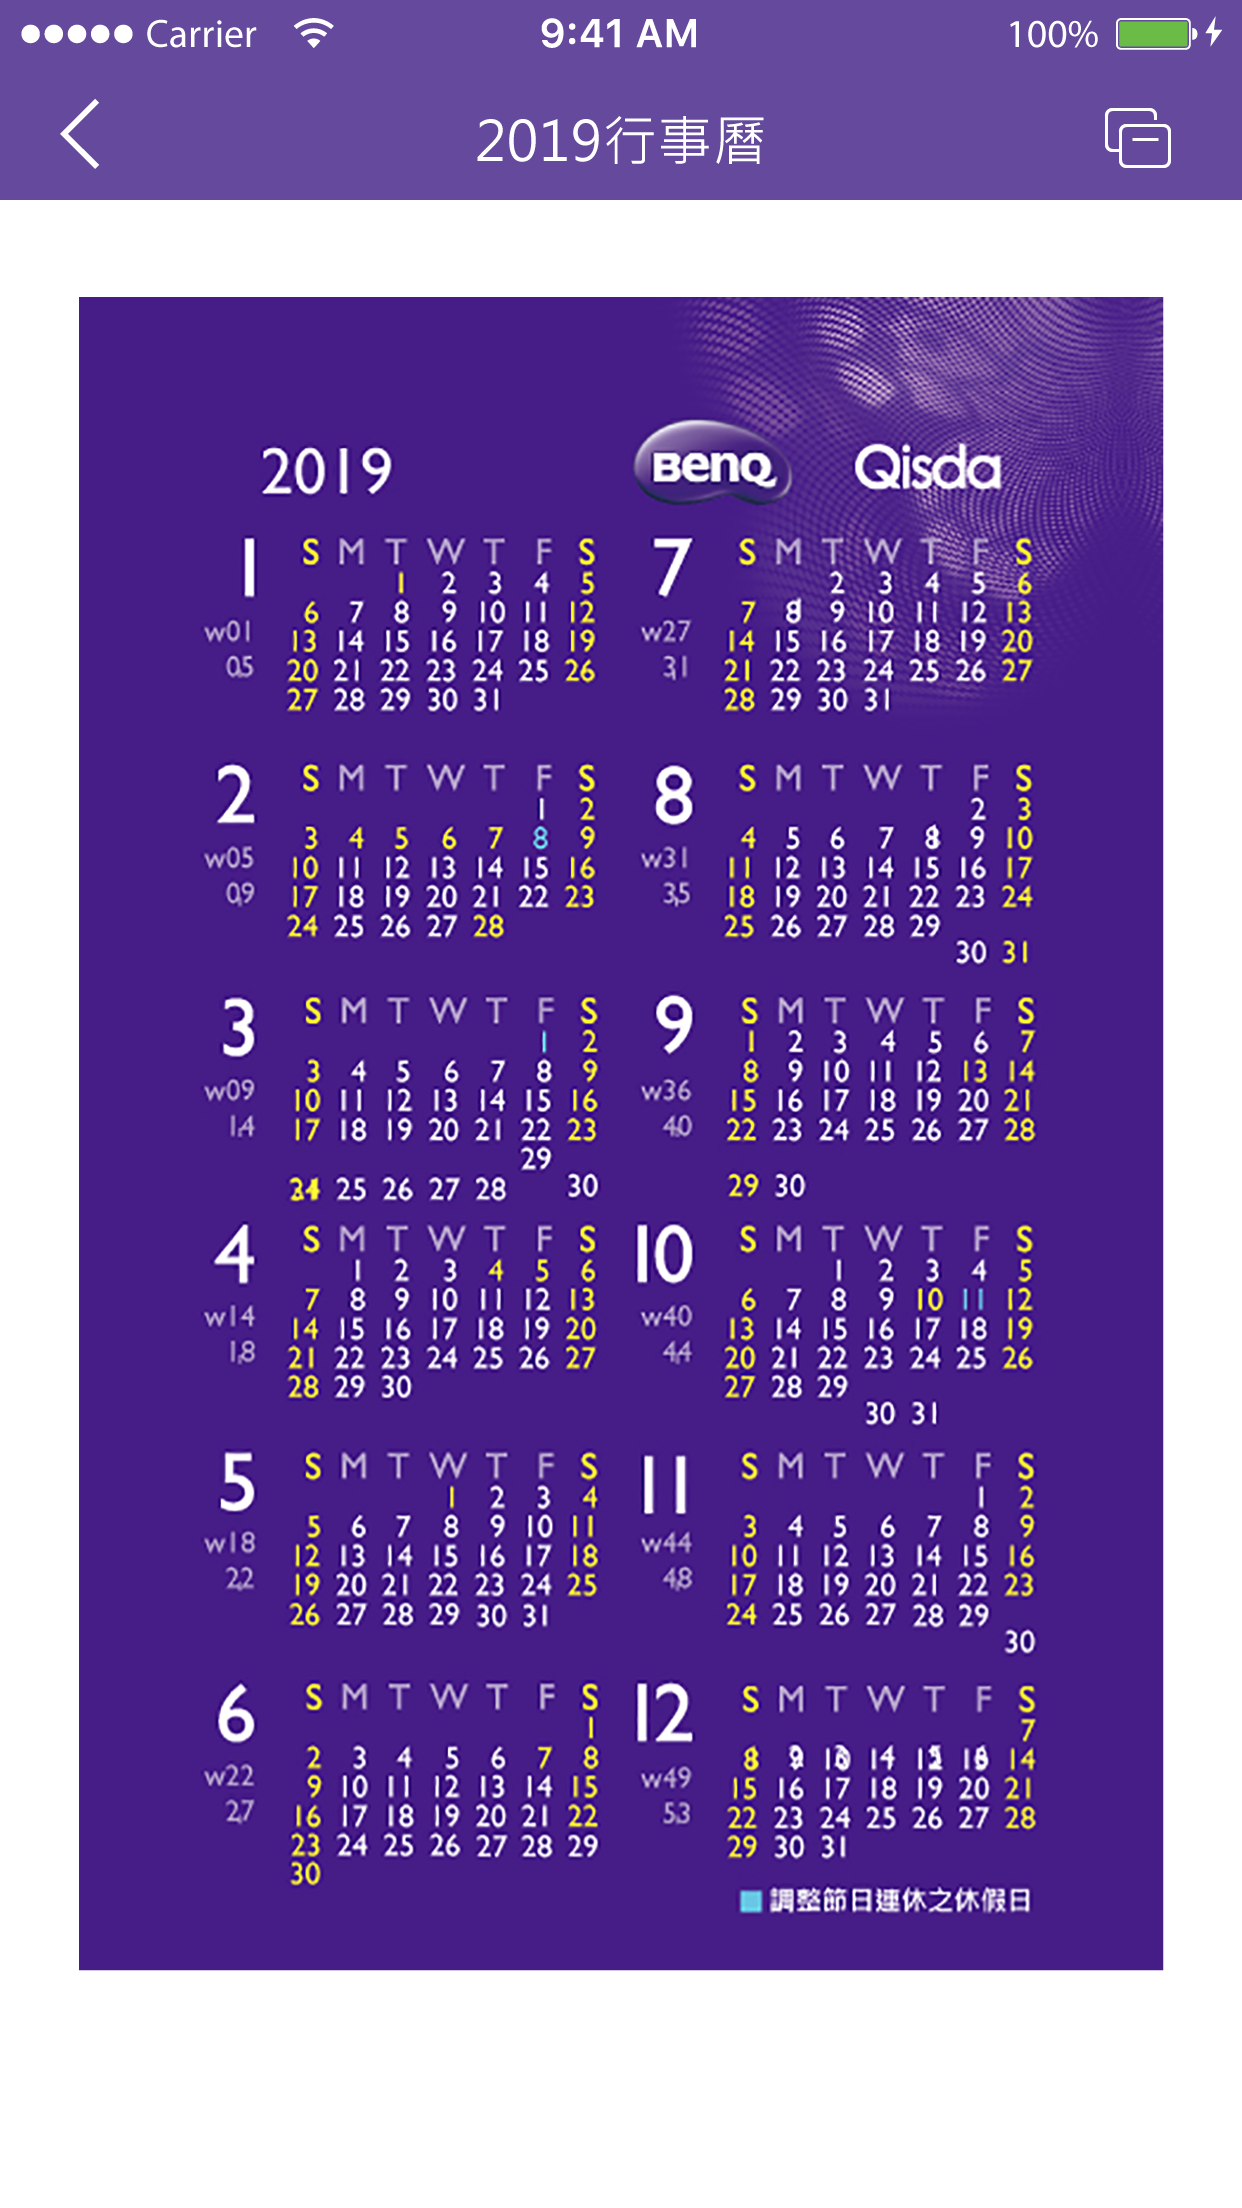 Carrier 9:41 AM 100%
2019行事曆
2019 BenQ Qisda
1 S M T W T F S
1 2 3 4 5
w01 6 7 8 9 10 11 12
13 14 15 16 17 18 19
05 20 21 22 23 24 25 26
27 28 29 30 31
7 S M T W T F S
2 3 4 5 6
7 9 10 11 12 13
w27 14 15 16 17 18 19 20
21 22 23 24 25 26 27
28 29 30 31
2 S M T W T F S
1 2
3 4 5 6 7 8 9
w05 10 11 12 13 14 15 16
09 17 18 19 20 21 22 23
24 25 26 27 28
8 S M T W T F S
2 3
4 5 6 7 9 10
w31 11 12 13 14 15 16 17
35 18 19 20 21 22 23 24
25 26 27 28 29
30 31
3 S M T W T F S
1 2
3 4 5 6 7 8 9
w09 10 11 12 13 14 15 16
14 17 18 19 20 21 22 23
29
25 26 27 28 30
9 S M T W T F S
1 2 3 4 5 6 7
8 9 10 11 12 13 14
w36 15 16 17 18 19 20 21
40 22 23 24 25 26 27 28
29 30
4 S M T W T F S
1 2 3 4 5 6
7 8 9 10 11 12 13
w14 14 15 16 17 18 19 20
18 21 22 23 24 25 26 27
28 29 30
10 S M T W T F S
1 2 3 4 5
6 7 8 9 10 11 12
w40 13 14 15 16 17 18 19
44 20 21 22 23 24 25 26
27 28 29
30 31
5 S M T W T F S
1 2 3 4
5 6 7 8 9 10 11
w18 12 13 14 15 16 17 18
22 19 20 21 22 23 24 25
26 27 28 29 30 31
11 S M T W T F S
1 2
3 4 5 6 7 8 9
w44 10 11 12 13 14 15 16
48 17 18 19 20 21 22 23
24 25 26 27 28 29
30
6 S M T W T F S
1
2 3 4 5 6 7 8
w22 9 10 11 12 13 14 15
27 16 17 18 19 20 21 22
23 24 25 26 27 28 29
30
12 S M T W T F S
7
14
w49 15 16 17 18 19 20 21
53 22 23 24 25 26 27 28
29 30 31
調整節日連休之休假日